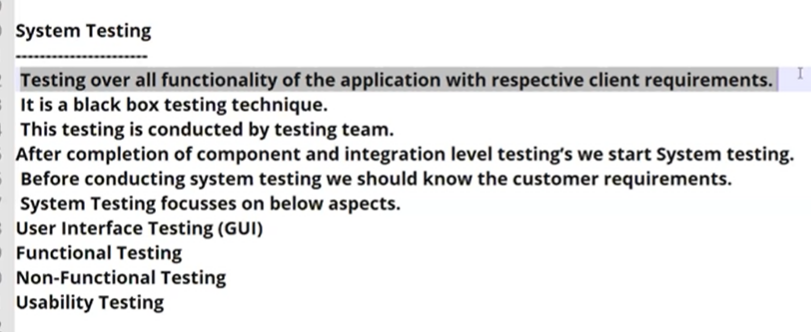 System Testing
----------------------
Testing over all functionality of the application with respective client requirements.
It is a black box testing technique.
This testing is conducted by testing team.
After completion of component and integration level testing's we start System testing.
Before conducting system testing we should know the customer requirements.
System Testing focusses on below aspects.
User Interface Testing (GUI)
Functional Testing
Non-Functional Testing
Usability Testing